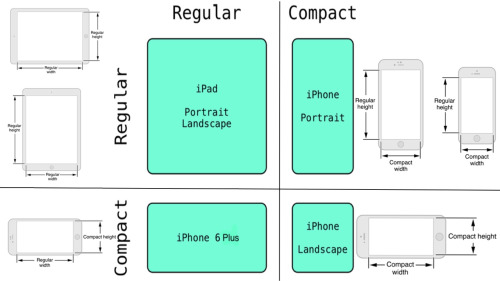 Regular
Compact
Regular
height
Regular
width
Regular
iPad
Portrait
Landscape
iPhone
Portrait
Regular
height
Compact
width
Regular
height
Compact
width
Regular
height
Regular
width
Compact
iPhone 6 Plus
iPhone
Landscape
Compact height
Regular
width
Compact height
Compact
width